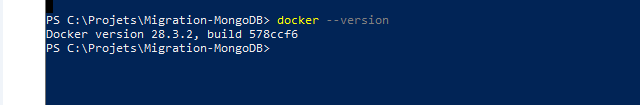 PS C:\Projets\Migration-MongoDB> docker --version
Docker version 28.3.2, build 578ccf6
PS C:\Projets\Migration-MongoDB>